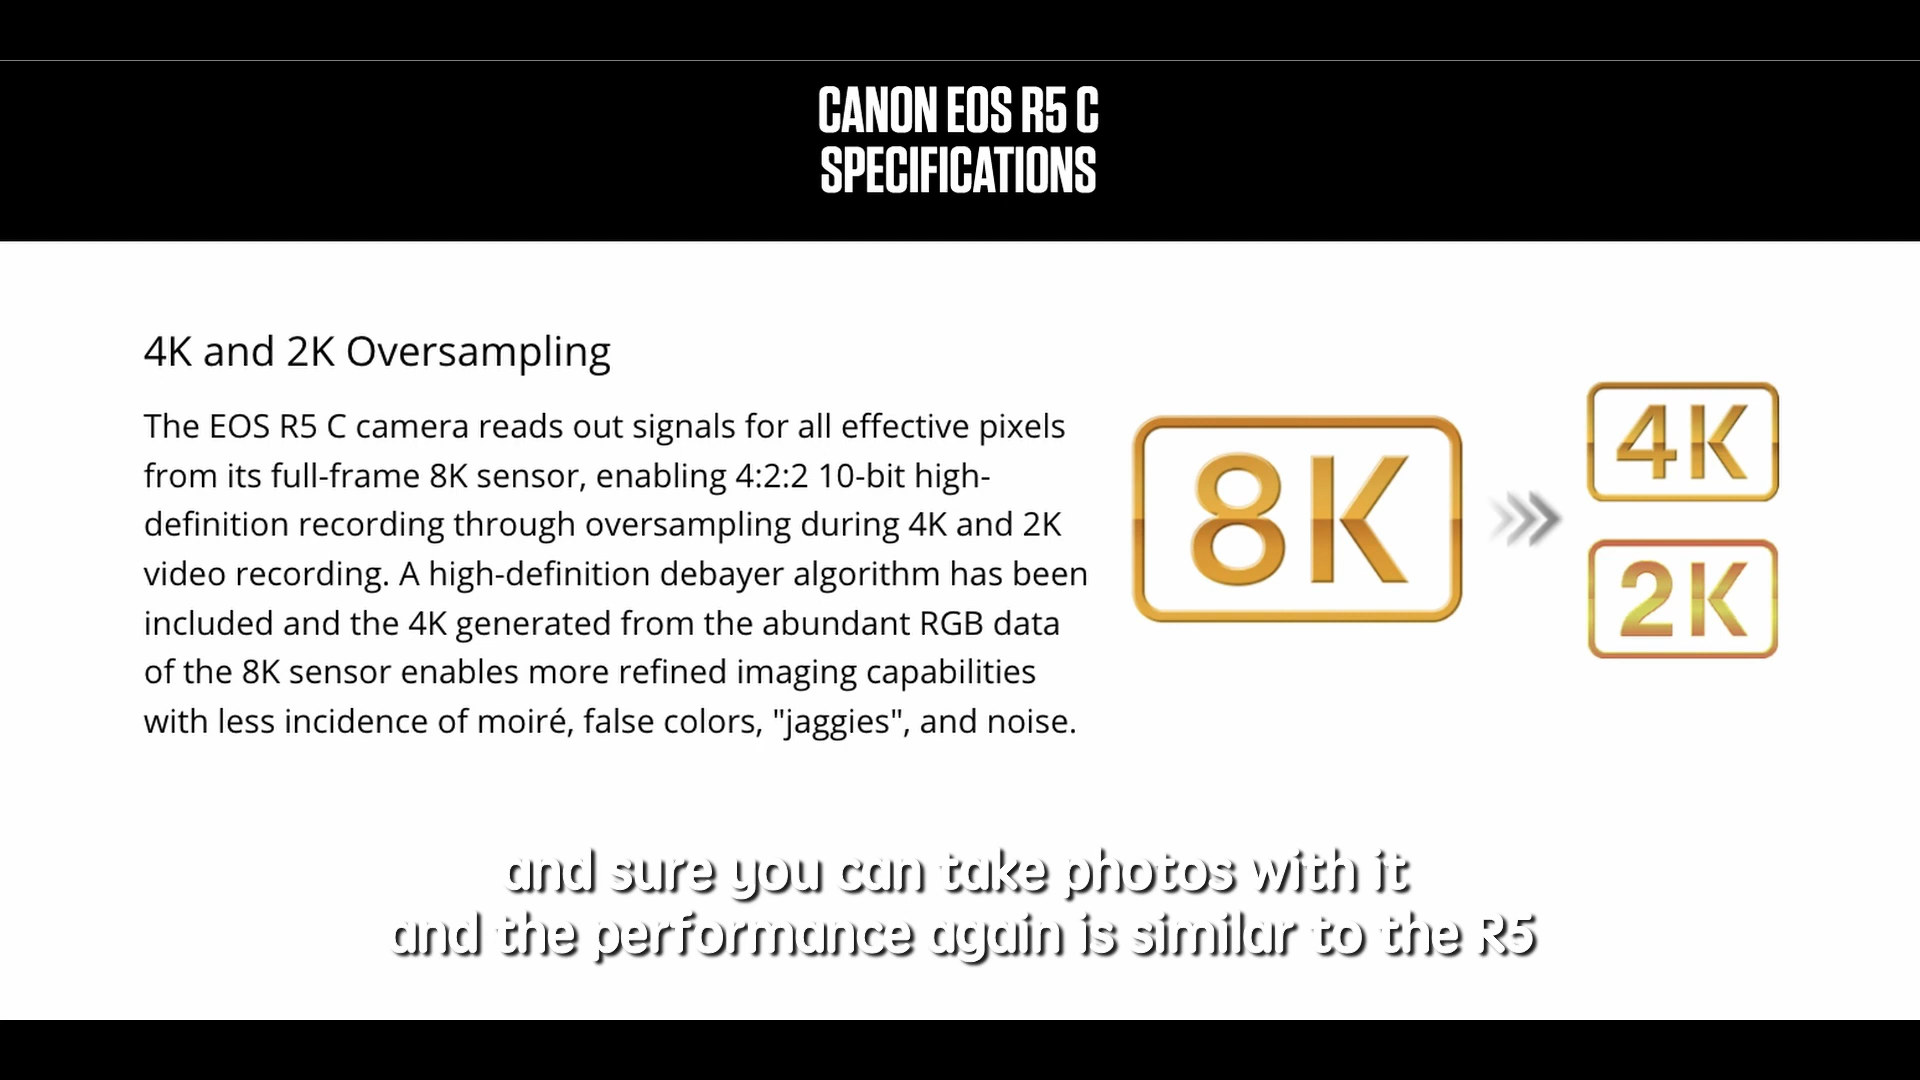 CANON EOS R5 C
SPECIFICATIONS
4K and 2K Oversampling
The EOS R5 C camera reads out signals for all effective pixels
from its full-frame 8K sensor, enabling 4:2:2 10-bit high-
definition recording through oversampling during 4K and 2K
video recording. A high-definition debayer algorithm has been
included and the 4K generated from the abundant RGB data
of the 8K sensor enables more refined imaging capabilities
with less incidence of moiré, false colors, "jaggies", and noise.
8K
4K
2K
and sure you can take photos with it
and the performance again is similar to the R5